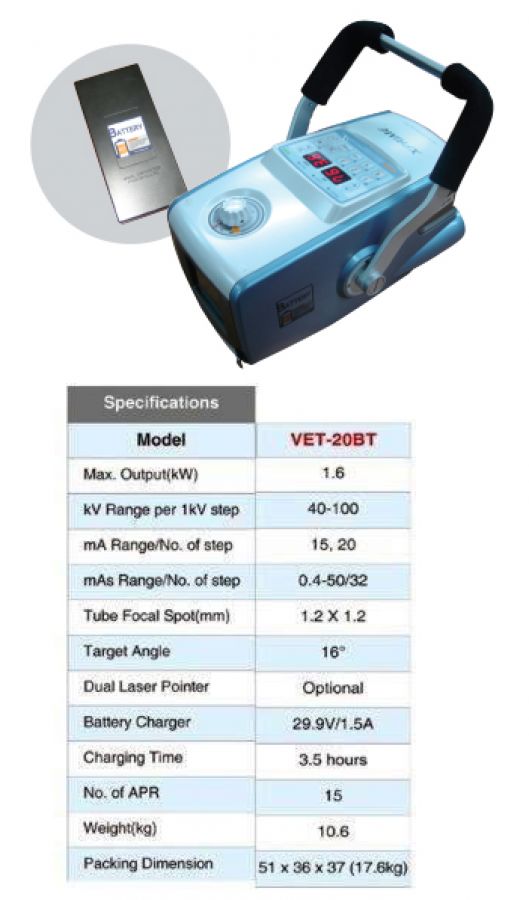 BATTERY
BATTERY
Specifications
Model VET-20BT
Max. Output(kW) 1.6
kV Range per 1kV step 40-100
mA Range/No. of step 15, 20
mAs Range/No. of step 0.4-50/32
Tube Focal Spot(mm) 1.2 X 1.2
Target Angle 16°
Dual Laser Pointer Optional
Battery Charger 29.9V/1.5A
Charging Time 3.5 hours
No. of APR 15
Weight(kg) 10.6
Packing Dimension 51 x 36 x 37 (17.6kg)